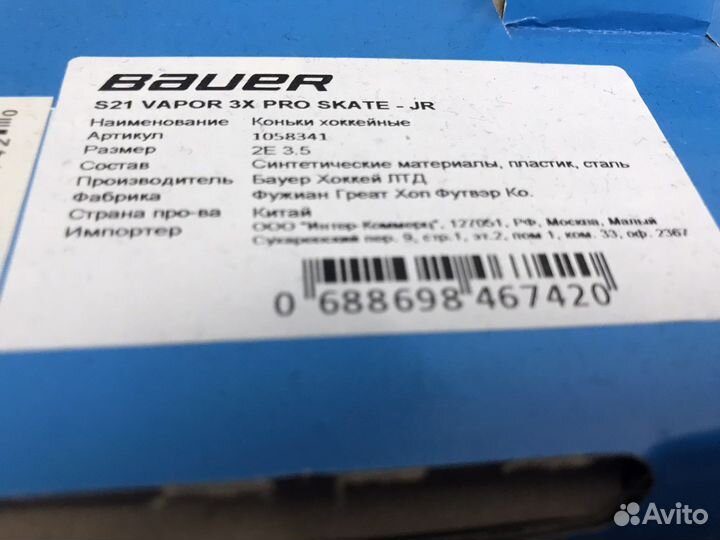 BAUER
S21 VAPOR 3X PRO SKATE - JR
Наименование Коньки хоккейные
Артикул 1058341
Размер 2E 3.5
Состав Синтетические материалы, пластик, сталь
Производитель Бауер Хоккей ЛТД
Фабрика Фужиан Греат Хоп Футвэр Ко.
Страна про-ва Китай
Импортер ООО "Интер-Коммерц", 127051, РФ, Москва, Малый
Сухаревский пер. 9, стр.1, эт.2, пом 1, ком. 33, оф. 2367
0 688698 467420
Avito